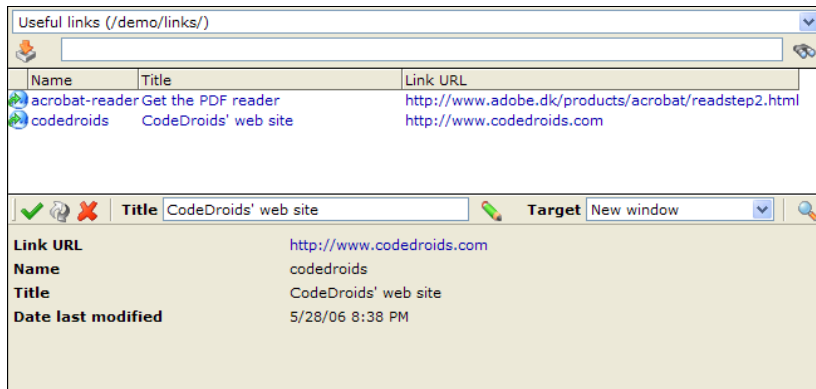 Useful links (/demo/links/)
Name Title Link URL
acrobat-reader Get the PDF reader http://www.adobe.dk/products/acrobat/readstep2.html
codedroids CodeDroids' web site http://www.codedroids.com
Title CodeDroids' web site Target New window
Link URL http://www.codedroids.com
Name codedroids
Title CodeDroids' web site
Date last modified 5/28/06 8:38 PM